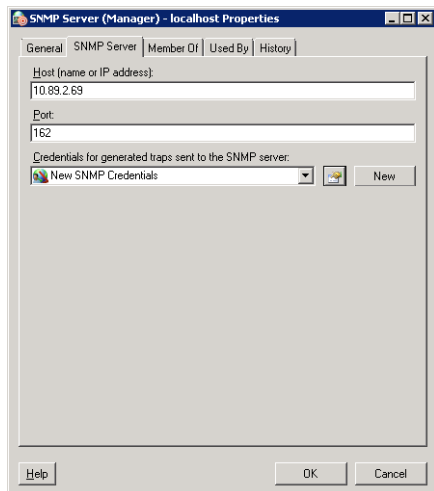 SNMP Server (Manager) - localhost Properties
General SNMP Server Member Of Used By History
Host (name or IP address):
10.89.2.69
Port:
162
Credentials for generated traps sent to the SNMP server:
New SNMP Credentials New
Help OK Cancel